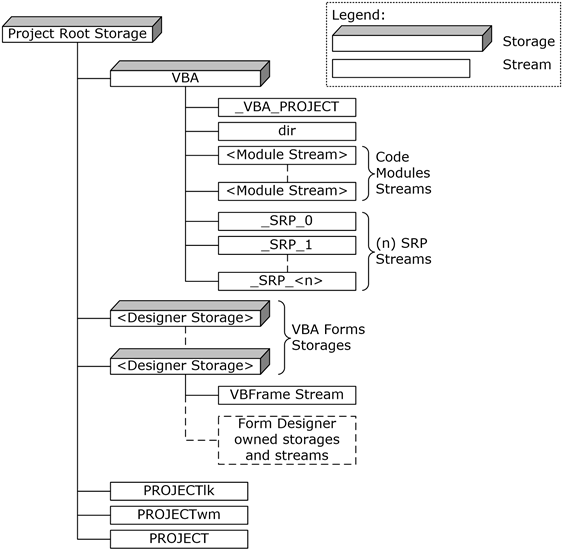 Project Root Storage
Legend:
Storage
Stream
VBA
_VBA_PROJECT
dir
<Module Stream>
<Module Stream>
Code
Modules
Streams
_SRP_0
_SRP_1
_SRP_<n>
(n) SRP
Streams
<Designer Storage>
<Designer Storage>
VBA Forms
Storages
VBFrame Stream
Form Designer
owned storages
and streams
PROJECTlk
PROJECTwm
PROJECT